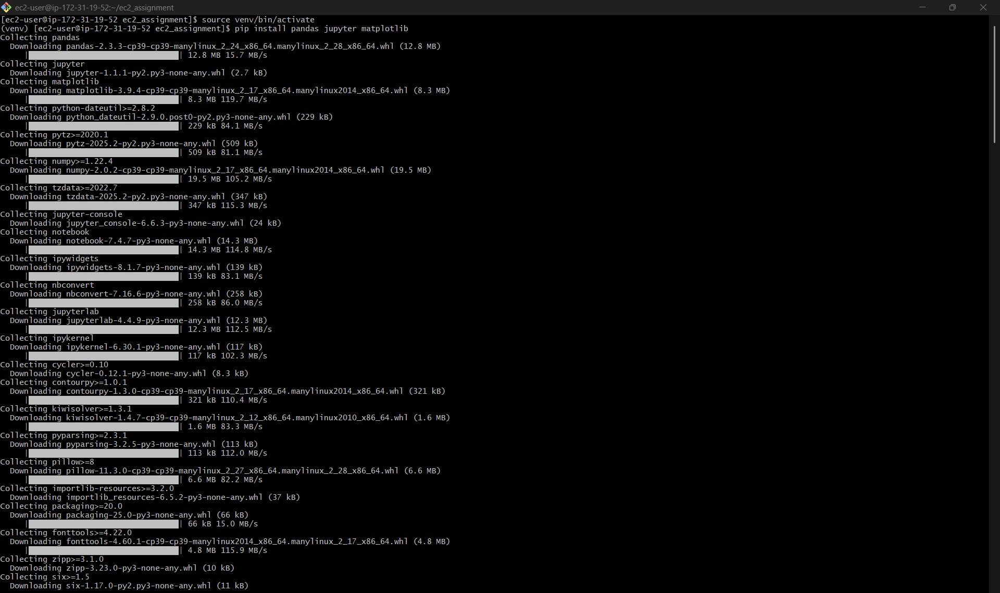 ec2-user@ip-172-31-19-52:~/ec2_assignment
[ec2-user@ip-172-31-19-52 ec2_assignment]$ source venv/bin/activate
(venv) [ec2-user@ip-172-31-19-52 ec2_assignment]$ pip install pandas jupyter matplotlib
Collecting pandas
  Downloading pandas-2.3.3-cp39-cp39-manylinux_2_24_x86_64.manylinux_2_28_x86_64.whl (12.8 MB)
     |████████████████████████████████| 12.8 MB 15.7 MB/s
Collecting jupyter
  Downloading jupyter-1.1.1-py2.py3-none-any.whl (2.7 kB)
Collecting matplotlib
  Downloading matplotlib-3.9.4-cp39-cp39-manylinux_2_17_x86_64.manylinux2014_x86_64.whl (8.3 MB)
     |████████████████████████████████| 8.3 MB 119.7 MB/s
Collecting python-dateutil>=2.8.2
  Downloading python_dateutil-2.9.0.post0-py2.py3-none-any.whl (229 kB)
     |████████████████████████████████| 229 kB 84.1 MB/s
Collecting pytz>=2020.1
  Downloading pytz-2025.2-py2.py3-none-any.whl (509 kB)
     |████████████████████████████████| 509 kB 81.1 MB/s
Collecting numpy>=1.22.4
  Downloading numpy-2.0.2-cp39-cp39-manylinux_2_17_x86_64.manylinux2014_x86_64.whl (19.5 MB)
     |████████████████████████████████| 19.5 MB 105.2 MB/s
Collecting tzdata>=2022.7
  Downloading tzdata-2025.2-py2.py3-none-any.whl (347 kB)
     |████████████████████████████████| 347 kB 115.3 MB/s
Collecting jupyter-console
  Downloading jupyter_console-6.6.3-py3-none-any.whl (24 kB)
Collecting notebook
  Downloading notebook-7.4.7-py3-none-any.whl (14.3 MB)
     |████████████████████████████████| 14.3 MB 114.8 MB/s
Collecting ipywidgets
  Downloading ipywidgets-8.1.7-py3-none-any.whl (139 kB)
     |████████████████████████████████| 139 kB 83.1 MB/s
Collecting nbconvert
  Downloading nbconvert-7.16.6-py3-none-any.whl (258 kB)
     |████████████████████████████████| 258 kB 86.0 MB/s
Collecting jupyterlab
  Downloading jupyterlab-4.4.9-py3-none-any.whl (12.3 MB)
     |████████████████████████████████| 12.3 MB 112.5 MB/s
Collecting ipykernel
  Downloading ipykernel-6.30.1-py3-none-any.whl (117 kB)
     |████████████████████████████████| 117 kB 102.3 MB/s
Collecting cycler>=0.10
  Downloading cycler-0.12.1-py3-none-any.whl (8.3 kB)
Collecting contourpy>=1.0.1
  Downloading contourpy-1.3.0-cp39-cp39-manylinux_2_17_x86_64.manylinux2014_x86_64.whl (321 kB)
     |████████████████████████████████| 321 kB 110.4 MB/s
Collecting kiwisolver>=1.3.1
  Downloading kiwisolver-1.4.7-cp39-cp39-manylinux_2_12_x86_64.manylinux2010_x86_64.whl (1.6 MB)
     |████████████████████████████████| 1.6 MB 83.3 MB/s
Collecting pyparsing>=2.3.1
  Downloading pyparsing-3.2.5-py3-none-any.whl (113 kB)
     |████████████████████████████████| 113 kB 112.0 MB/s
Collecting pillow>=8
  Downloading pillow-11.3.0-cp39-cp39-manylinux_2_27_x86_64.manylinux_2_28_x86_64.whl (6.6 MB)
     |████████████████████████████████| 6.6 MB 82.2 MB/s
Collecting importlib-resources>=3.2.0
  Downloading importlib_resources-6.5.2-py3-none-any.whl (37 kB)
Collecting packaging>=20.0
  Downloading packaging-25.0-py3-none-any.whl (66 kB)
     |████████████████████████████████| 66 kB 15.0 MB/s
Collecting fonttools>=4.22.0
  Downloading fonttools-4.60.1-cp39-cp39-manylinux2014_x86_64.manylinux_2_17_x86_64.whl (4.8 MB)
     |████████████████████████████████| 4.8 MB 115.9 MB/s
Collecting zipp>=3.1.0
  Downloading zipp-3.23.0-py3-none-any.whl (10 kB)
Collecting six>=1.5
  Downloading six-1.17.0-py2.py3-none-any.whl (11 kB)